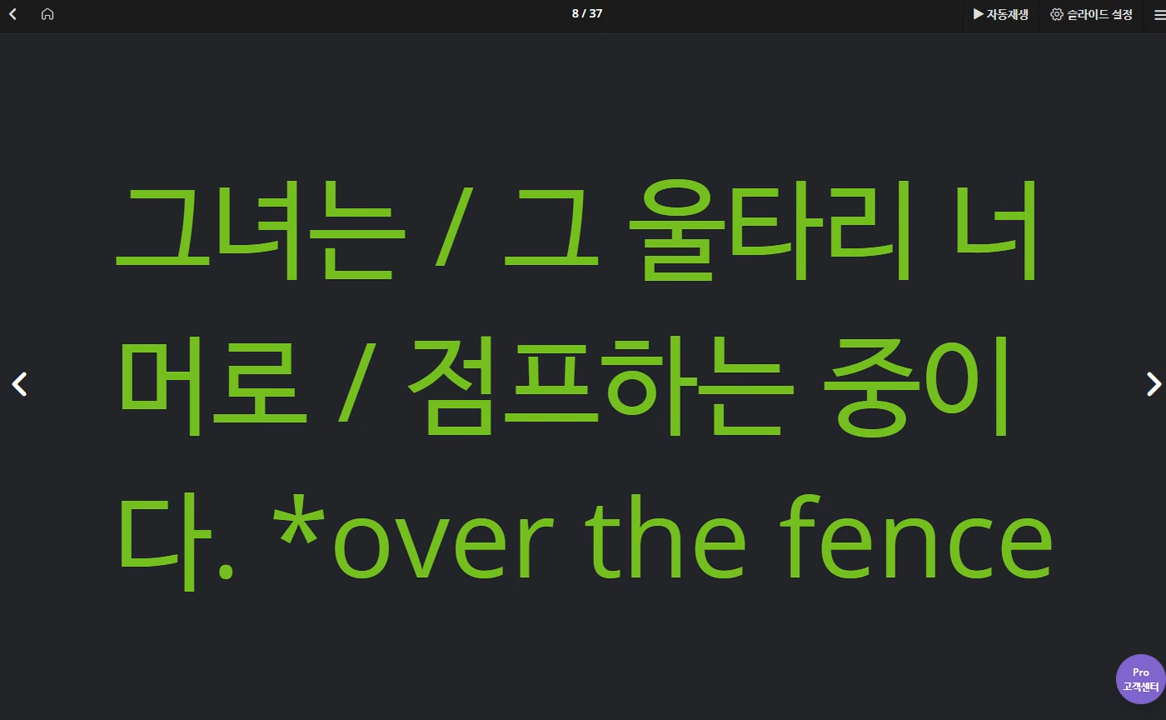 8 / 37
▶ 자동재생
슬라이드 설정
그녀는 / 그 울타리 너
머로 / 점프하는 중이
다. *over the fence
Pro
고객센터